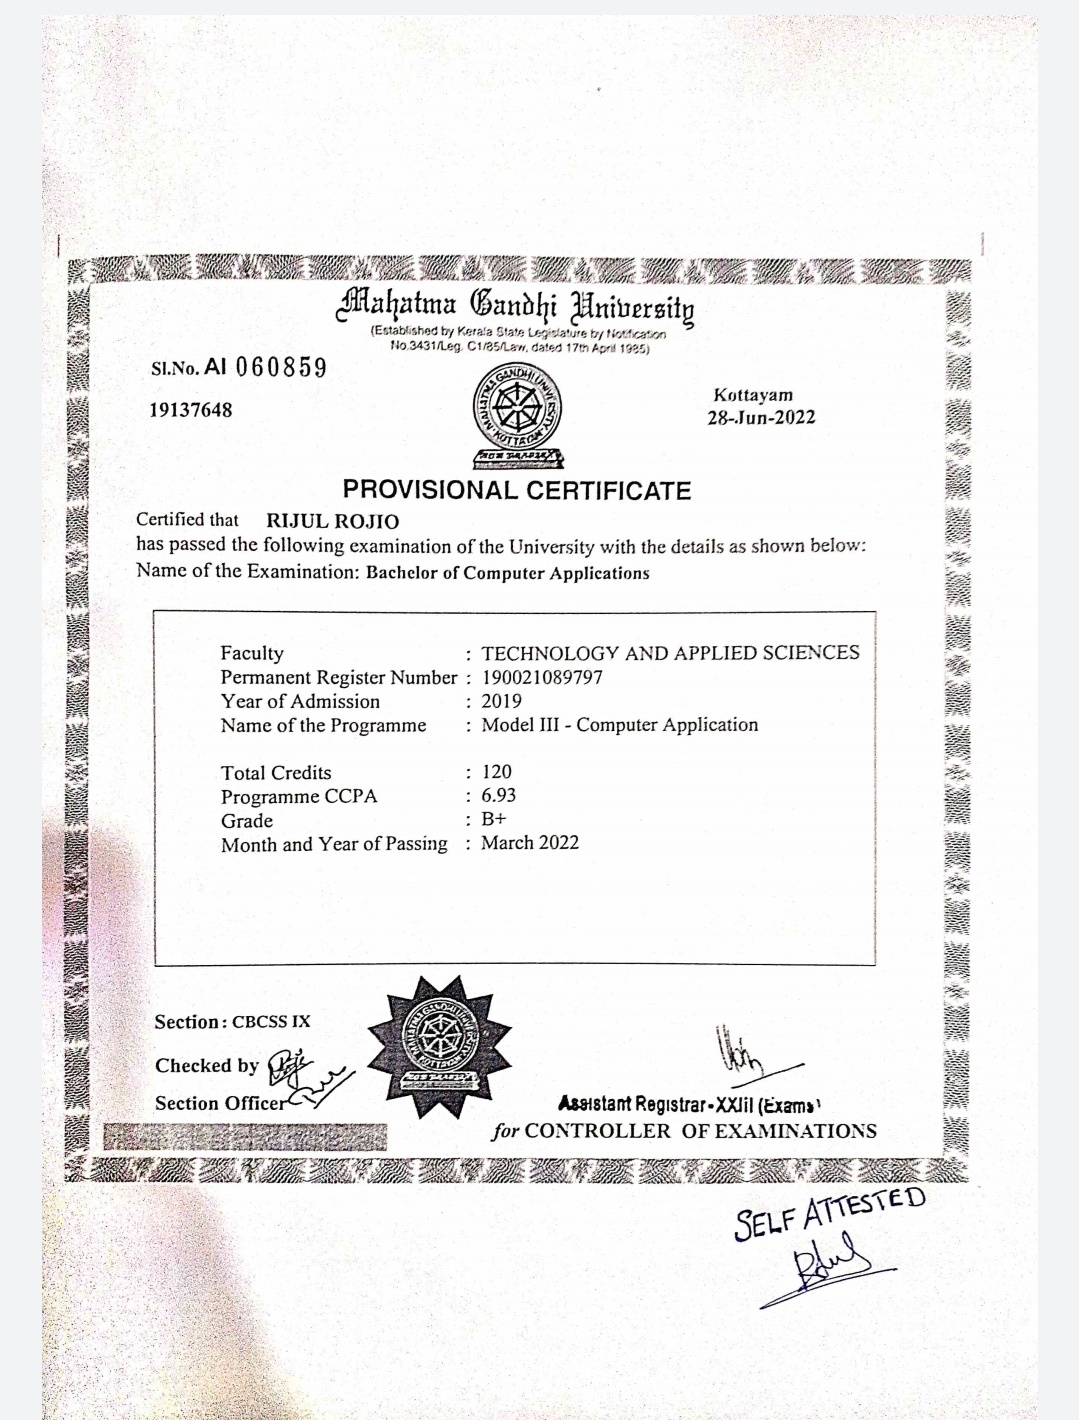 Mahatma Gandhi University
(Established by Kerala State Legislature by Notification
No.3431/Leg. C1/85/Law, dated 17th April 1985)
Sl.No. AI 060859
19137648
MAHATMA GANDHI UNIVERSITY
KOTTAYAM
Kottayam
28-Jun-2022
PROVISIONAL CERTIFICATE
Certified that RIJUL ROJIO
has passed the following examination of the University with the details as shown below:
Name of the Examination: Bachelor of Computer Applications
Faculty : TECHNOLOGY AND APPLIED SCIENCES
Permanent Register Number : 190021089797
Year of Admission : 2019
Name of the Programme : Model III - Computer Application
Total Credits : 120
Programme CCPA : 6.93
Grade : B+
Month and Year of Passing : March 2022
Section : CBCSS IX
Checked by
Section Officer
MAHATMA GANDHI UNIVERSITY
KOTTAYAM
Assistant Registrar (Exams)
for CONTROLLER OF EXAMINATIONS
SELF ATTESTED